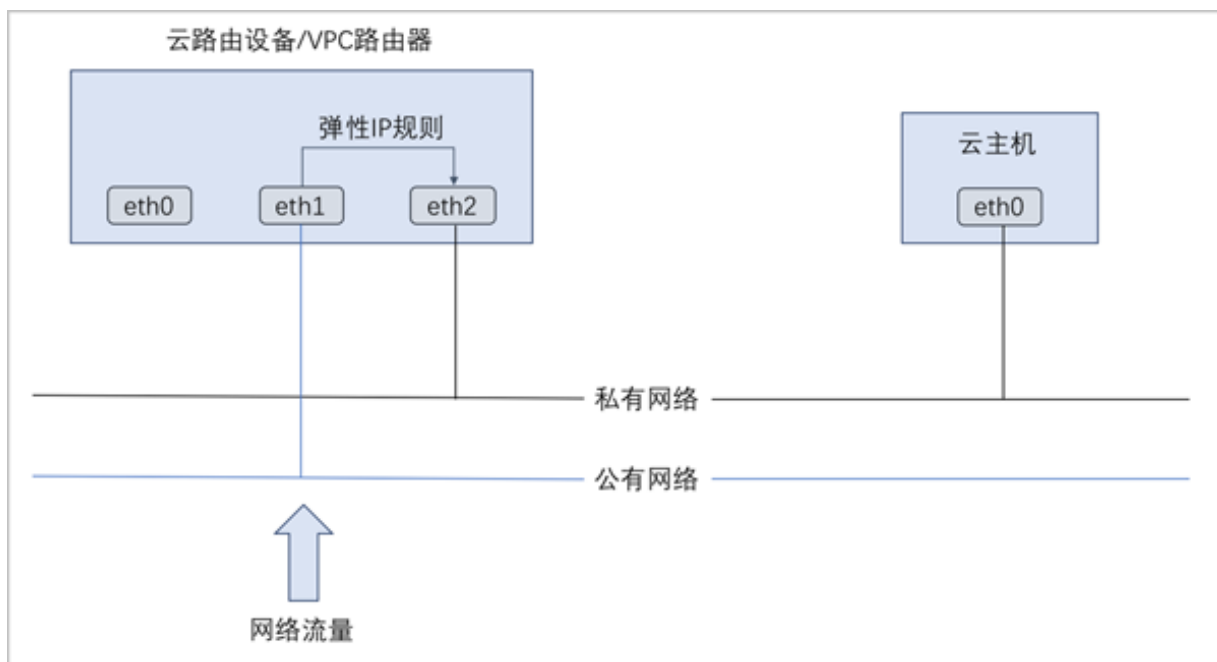 云路由设备/VPC路由器
弹性IP规则
云主机
eth0
eth1
eth2
eth0
私有网络
公有网络
网络流量